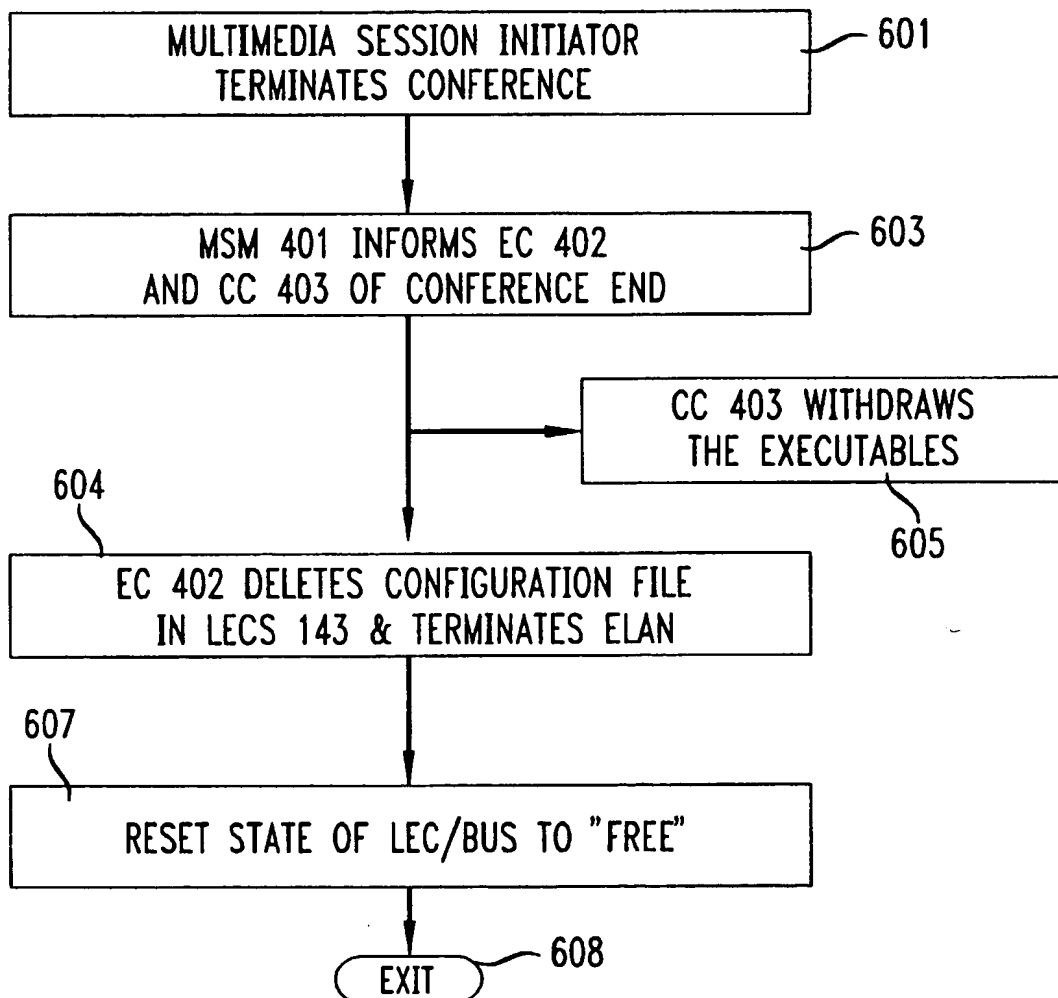 MULTIMEDIA SESSION INITIATOR
TERMINATES CONFERENCE
601
MSM 401 INFORMS EC 402
AND CC 403 OF CONFERENCE END
603
CC 403 WITHDRAWS
THE EXECUTABLES
605
604
EC 402 DELETES CONFIGURATION FILE
IN LECS 143 & TERMINATES ELAN
607
RESET STATE OF LEC/BUS TO "FREE"
EXIT
608